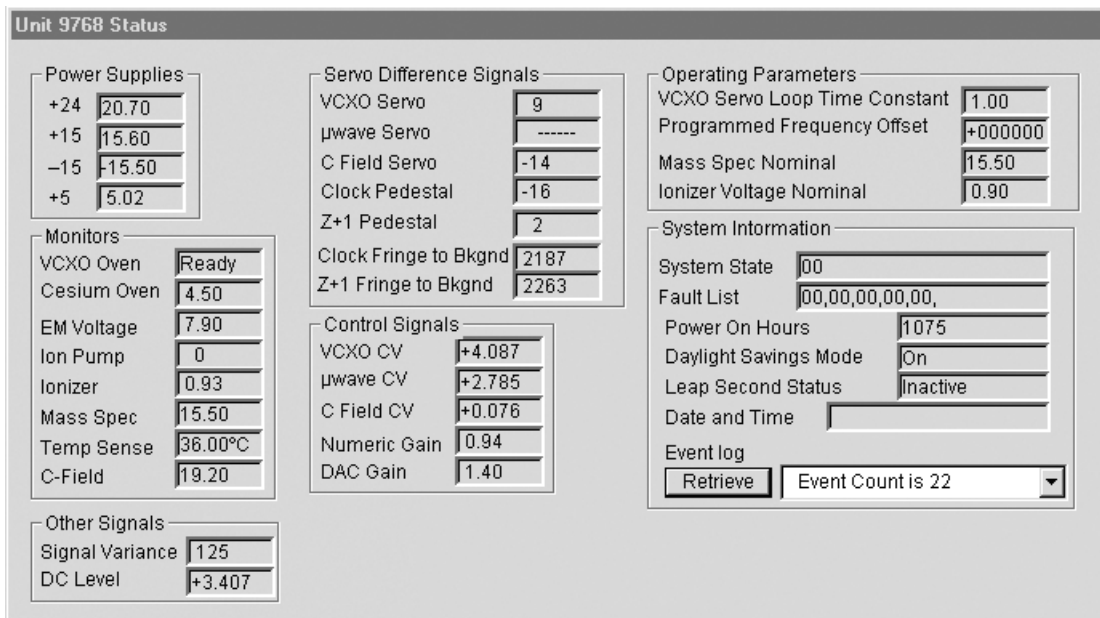 Unit 9768 Status
Power Supplies
+24 20.70
+15 15.60
–15 -15.50
+5 5.02
Monitors
VCXO Oven Ready
Cesium Oven 4.50
EM Voltage 7.90
Ion Pump 0
Ionizer 0.93
Mass Spec 15.50
Temp Sense 36.00°C
C-Field 19.20
Other Signals
Signal Variance 125
DC Level +3.407
Servo Difference Signals
VCXO Servo 9
µwave Servo ------
C Field Servo -14
Clock Pedestal -16
Z+1 Pedestal 2
Clock Fringe to Bkgnd 2187
Z+1 Fringe to Bkgnd 2263
Control Signals
VCXO CV +4.087
µwave CV +2.785
C Field CV +0.076
Numeric Gain 0.94
DAC Gain 1.40
Operating Parameters
VCXO Servo Loop Time Constant 1.00
Programmed Frequency Offset +000000
Mass Spec Nominal 15.50
Ionizer Voltage Nominal 0.90
System Intormation
System State 00
Fault List 00,00,00,00,00,
Power On Hours 1075
Daylight Savings Mode On
Leap Second Status Inactive
Date and Time
Event log
Retrieve Event Count is 22